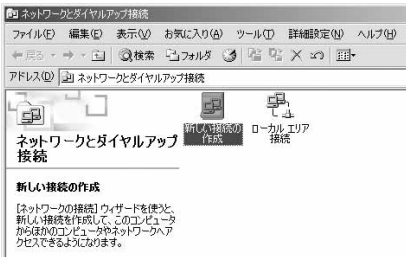 ネットワークとダイヤルアップ接続
ファイル(F) 編集(E) 表示(V) お気に入り(A) ツール(T) 詳細設定(N) ヘルプ(H)
戻る 検索 フォルダ
アドレス(D) ネットワークとダイヤルアップ接続
ネットワークとダイヤルアップ
接続
新しい接続の作成
[ネットワークの接続] ウィザードを使うと、
新しい接続を作成して、このコンピュータ
からほかのコンピュータやネットワークへア
クセスできるようになります。
新しい接続の
作成
ローカル エリア
接続